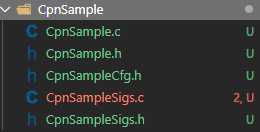 CpnSample
C CpnSample.c U
h CpnSample.h U
h CpnSampleCfg.h U
C CpnSampleSigs.c 2, U
h CpnSampleSigs.h U